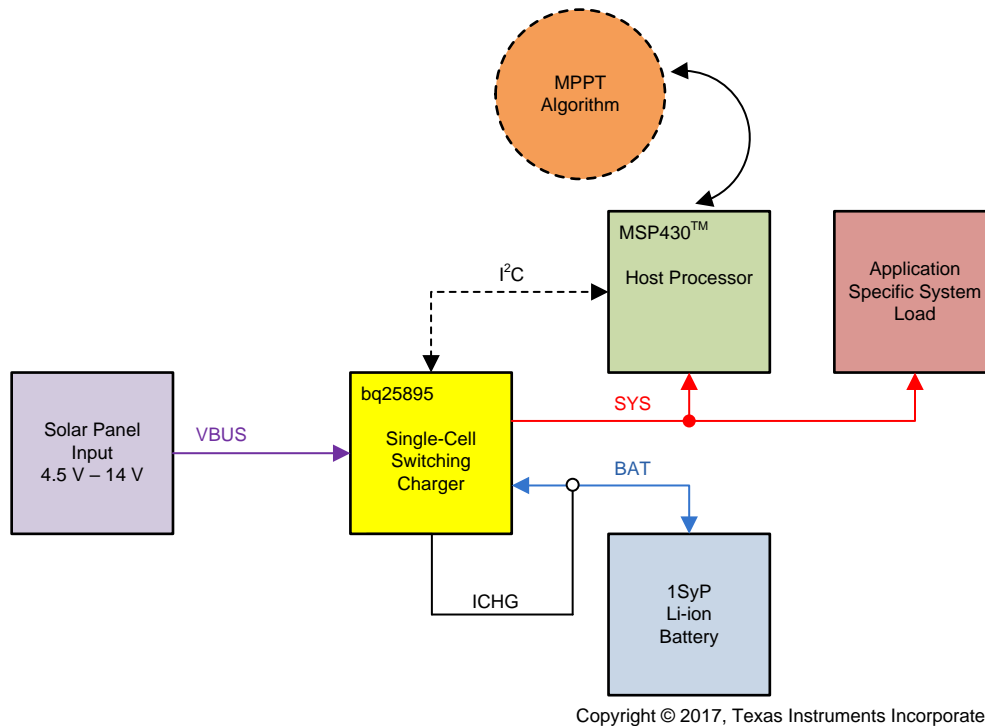 MPPT
Algorithm
MSP430™
Host Processor
Application
Specific System
Load
I²C
bq25895
Single-Cell
Switching
Charger
SYS
Solar Panel
Input
4.5 V – 14 V
VBUS
BAT
ICHG
1SyP
Li-ion
Battery
Copyright © 2017, Texas Instruments Incorporate